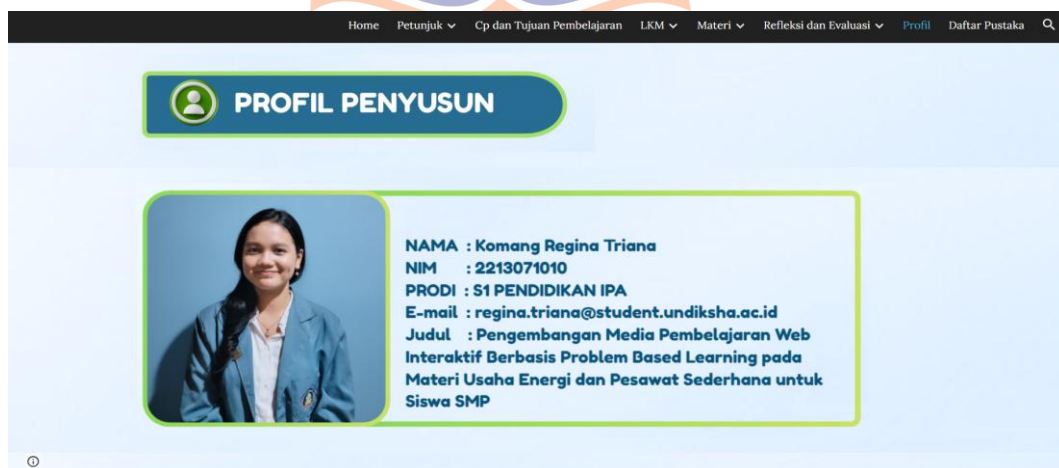 Home Petunjuk Cp dan Tujuan Pembelajaran LKM Materi Refleksi dan Evaluasi Profil Daftar Pustaka
PROFIL PENYUSUN
NAMA : Komang Regina Triana
NIM : 2213071010
PRODI : S1 PENDIDIKAN IPA
E-mail : regina.triana@student.undiksha.ac.id
Judul : Pengembangan Media Pembelajaran Web
Interaktif Berbasis Problem Based Learning pada
Materi Usaha Energi dan Pesawat Sederhana untuk
Siswa SMP